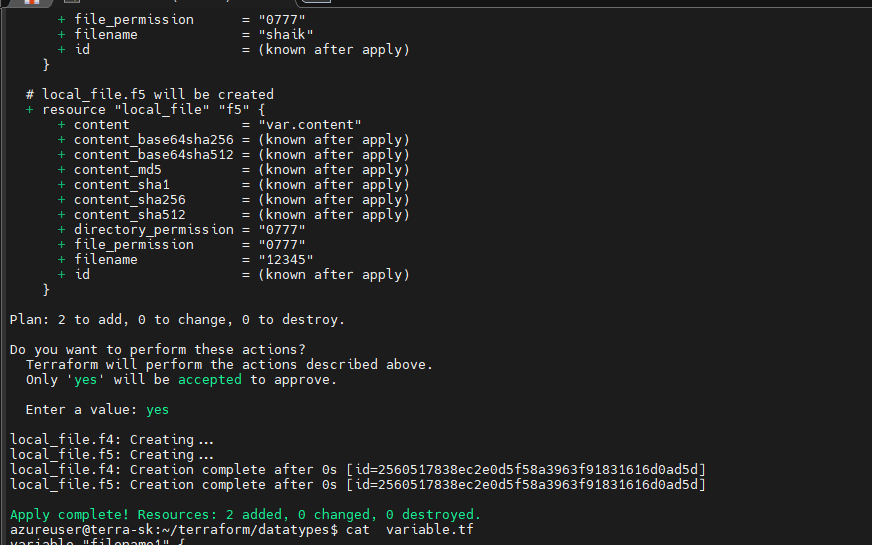 + file_permission      = "0777"
+ filename             = "shaik"
+ id                   = (known after apply)
}
# local_file.f5 will be created
+ resource "local_file" "f5" {
+ content              = "var.content"
+ content_base64sha256 = (known after apply)
+ content_base64sha512 = (known after apply)
+ content_md5          = (known after apply)
+ content_sha1         = (known after apply)
+ content_sha256       = (known after apply)
+ content_sha512       = (known after apply)
+ directory_permission = "0777"
+ file_permission      = "0777"
+ filename             = "12345"
+ id                   = (known after apply)
}
Plan: 2 to add, 0 to change, 0 to destroy.
Do you want to perform these actions?
Terraform will perform the actions described above.
Only 'yes' will be accepted to approve.
Enter a value: yes
local_file.f4: Creating...
local_file.f5: Creating...
local_file.f4: Creation complete after 0s [id=2560517838ec2e0d5f58a3963f91831616d0ad5d]
local_file.f5: Creation complete after 0s [id=2560517838ec2e0d5f58a3963f91831616d0ad5d]
Apply complete! Resources: 2 added, 0 changed, 0 destroyed.
azureuser@terra-sk:~/terraform/datatypes$ cat  variable.tf
variable "filename1" {